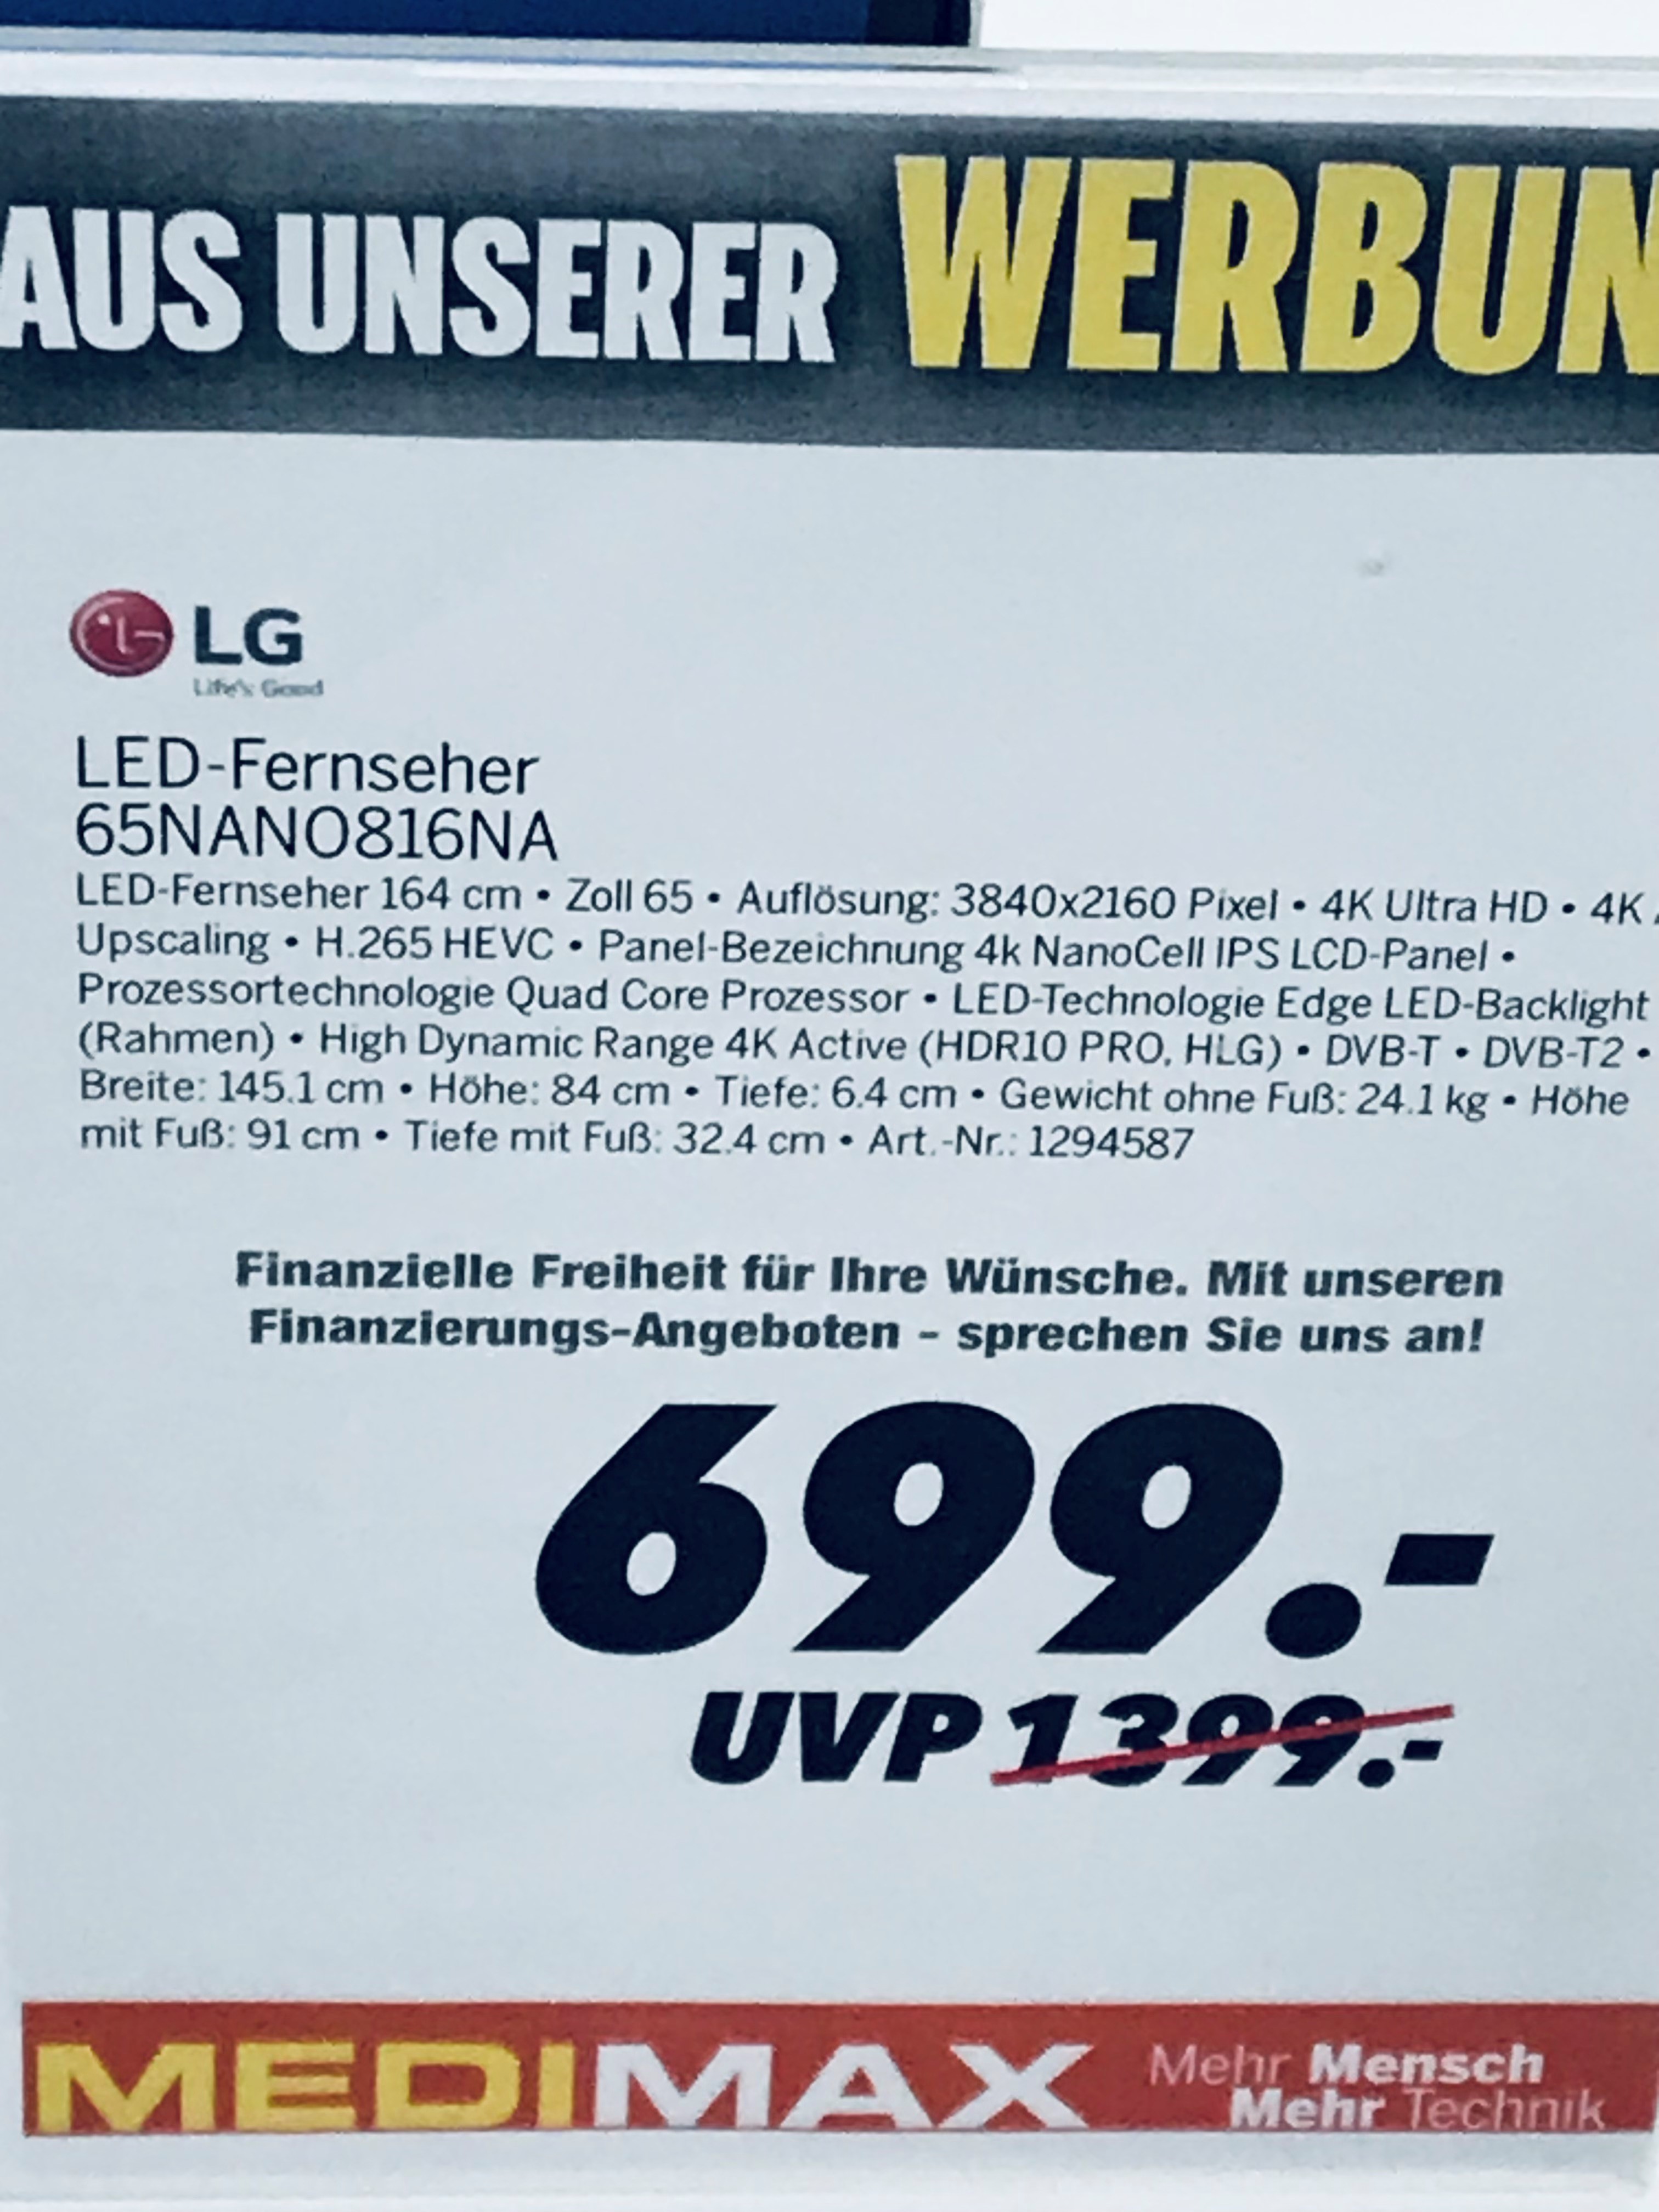 AUS UNSERER WERBUN
LG
Life's Good
LED-Fernseher
65NANO816NA
LED-Fernseher 164 cm • Zoll 65 • Auflösung: 3840x2160 Pixel • 4K Ultra HD • 4K
Upscaling • H.265 HEVC • Panel-Bezeichnung 4k NanoCell IPS LCD-Panel •
Prozessortechnologie Quad Core Prozessor • LED-Technologie Edge LED-Backlight
(Rahmen) • High Dynamic Range 4K Active (HDR10 PRO, HLG) • DVB-T • DVB-T2 •
Breite: 145.1 cm • Höhe: 84 cm • Tiefe: 6.4 cm • Gewicht ohne Fuß: 24.1 kg • Höhe
mit Fuß: 91 cm • Tiefe mit Fuß: 32.4 cm • Art.-Nr.: 1294587
Finanzielle Freiheit für Ihre Wünsche. Mit unseren
Finanzierungs-Angeboten - sprechen Sie uns an!
699.-
UVP 1399.-
MEDIMAX Mehr Mensch
Mehr Technik